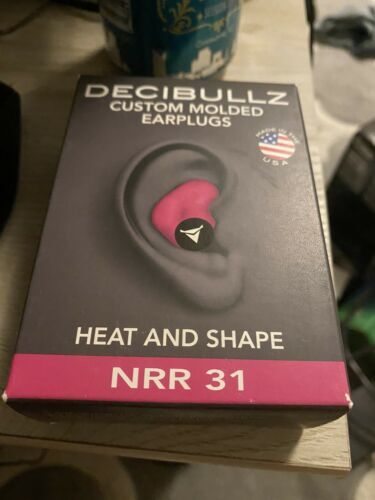 DECIBULLZ
CUSTOM MOLDED
EARPLUGS
MADE IN THE
USA
HEAT AND SHAPE
NRR 31